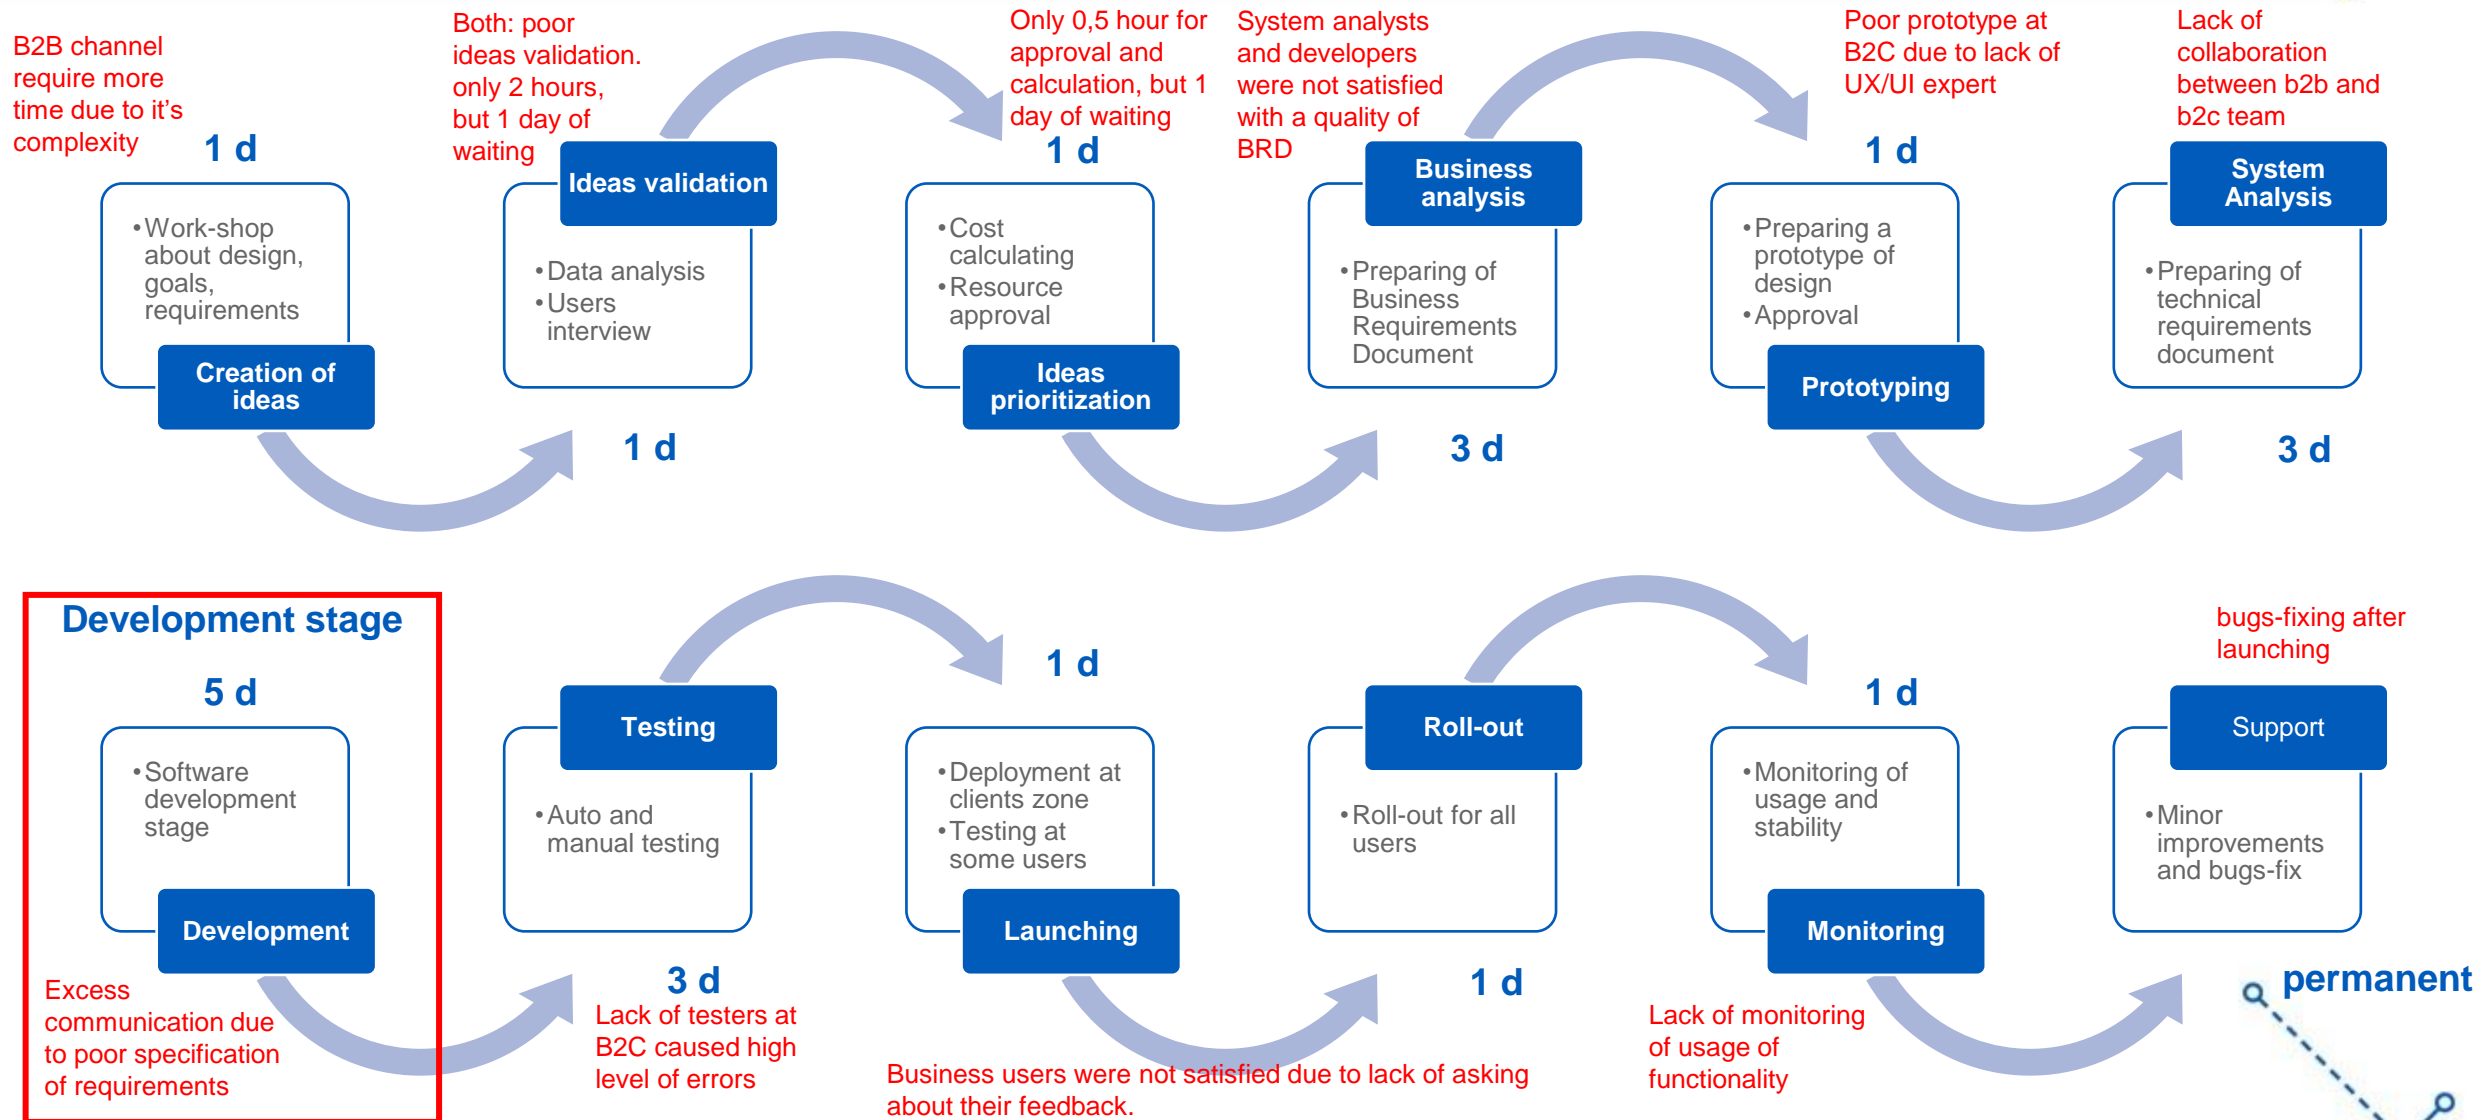 B2B channel
require more
time due to it's
complexity
1 d
•Work-shop
about design,
goals,
requirements
Creation of
ideas
Both: poor
ideas validation.
only 2 hours,
but 1 day of
waiting
Ideas validation
•Data analysis
•Users
interview
1 d
Only 0,5 hour for
approval and
calculation, but 1
day of waiting
1 d
•Cost
calculating
•Resource
approval
Ideas
prioritization
System analysts
and developers
were not satisfied
with a quality of
BRD
Business
analysis
•Preparing of
Business
Requirements
Document
3 d
Poor prototype at
B2C due to lack of
UX/UI expert
1 d
•Preparing a
prototype of
design
•Approval
Prototyping
Lack of
collaboration
between b2b and
b2c team
System
Analysis
•Preparing of
technical
requirements
document
3 d
Development stage
5 d
•Software
development
stage
Development
Excess
communication due
to poor specification
of requirements
Testing
•Auto and
manual testing
3 d
Lack of testers at
B2C caused high
level of errors
1 d
•Deployment at
clients zone
•Testing at
some users
Launching
Business users were not satisfied due to lack of asking
about their feedback.
Roll-out
•Roll-out for all
users
1 d
1 d
•Monitoring of
usage and
stability
Monitoring
Lack of monitoring
of usage of
functionality
bugs-fixing after
launching
Support
•Minor
improvements
and bugs-fix
permanent